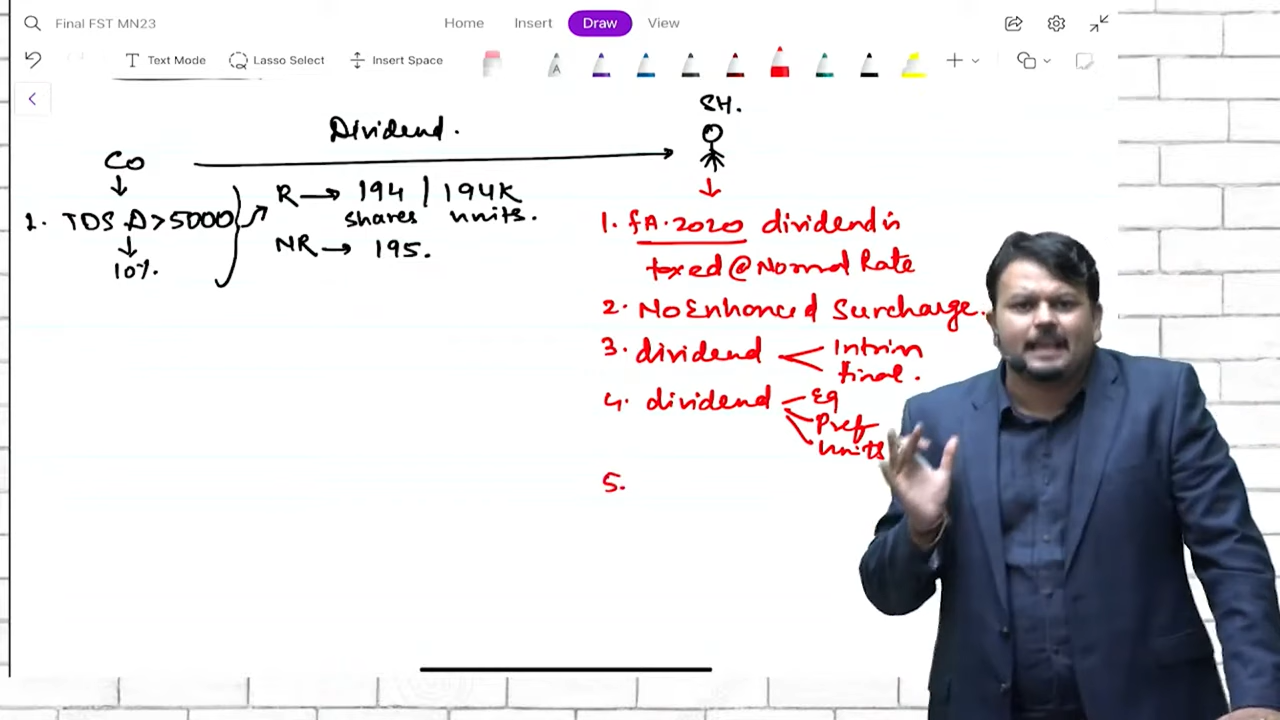 Final FST MN23
Home Insert Draw View
Text Mode Lasso Select Insert Space
A
SH.
Dividend.
Co
R → 194 | 194K
1. TDS D > 5000
shares units.
NR → 195.
10%.
1. FA.2020 dividend is
taxed @ Normal Rate
2. No Enhanced Surcharge.
3. dividend Intrim
final.
4. dividend Eq
Pref
units
5.